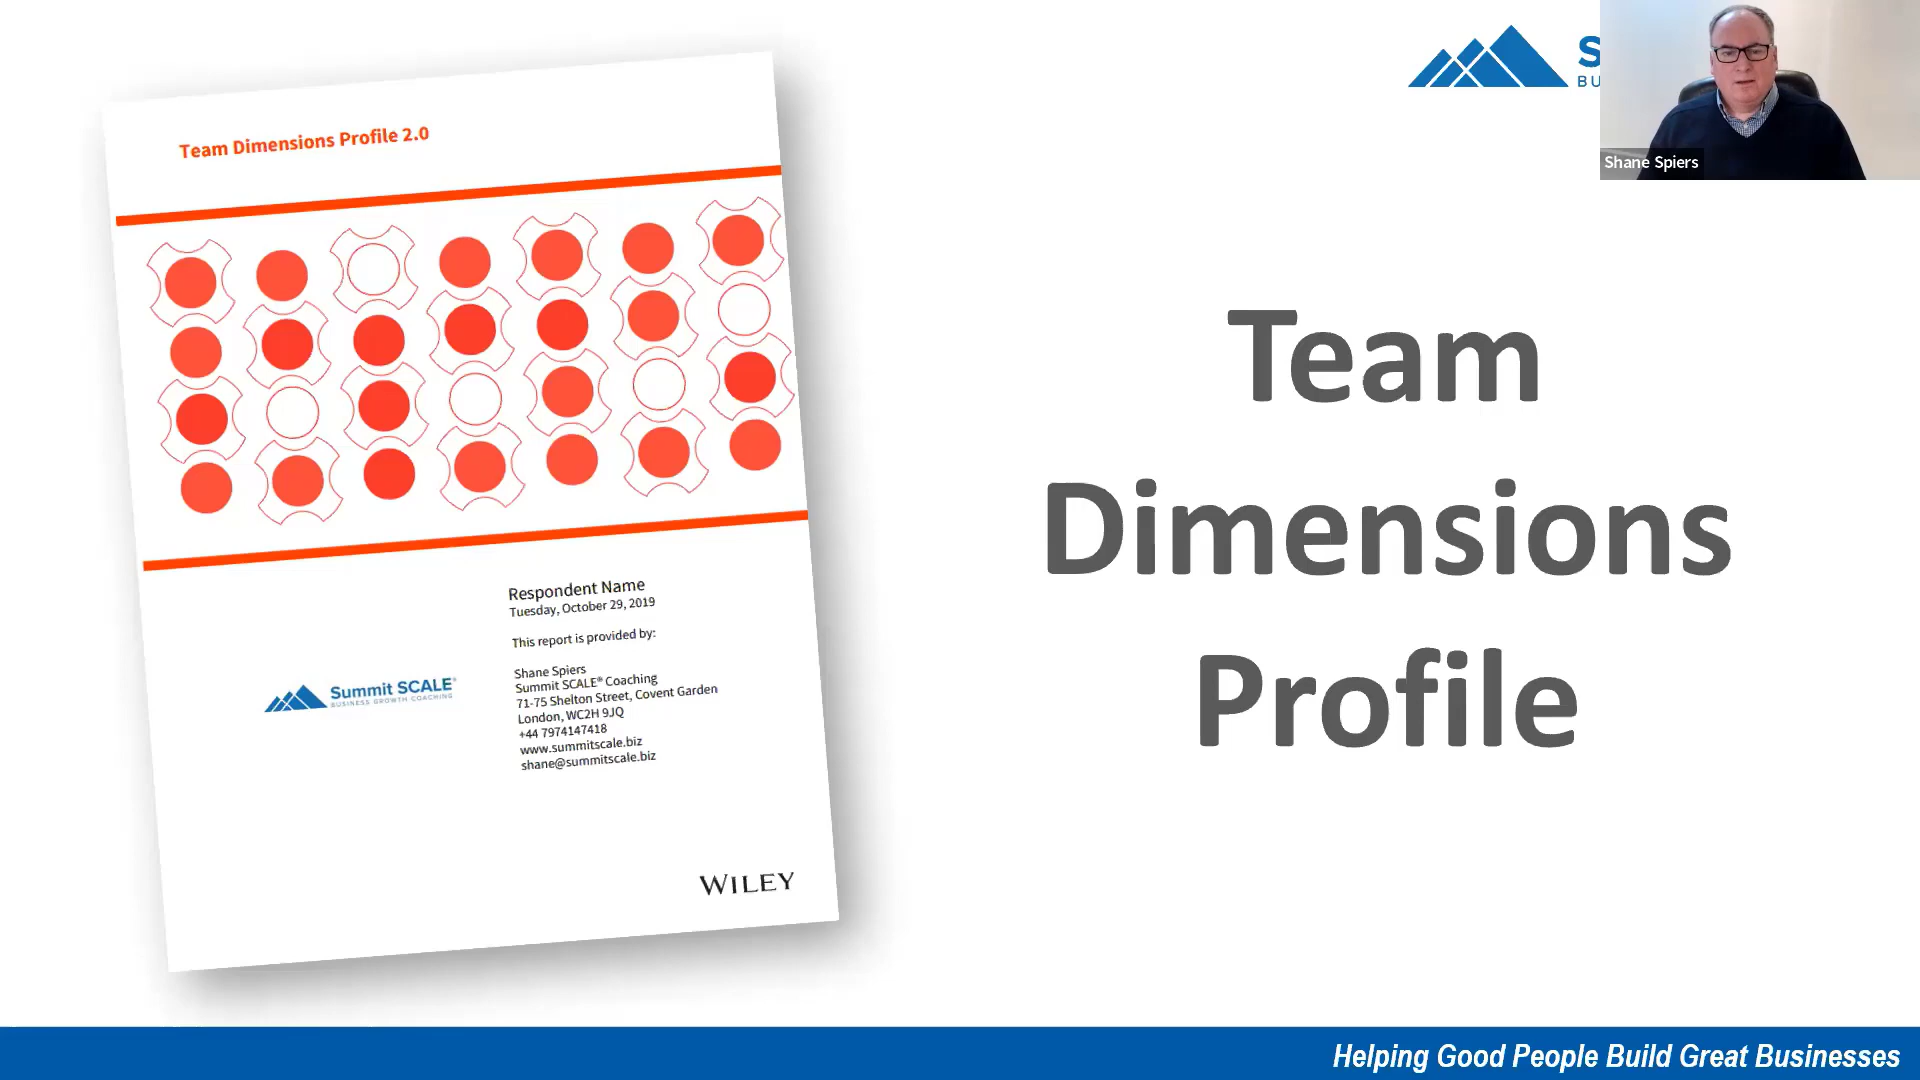 Team Dimensions Profile 2.0
Respondent Name
Tuesday, October 29, 2019
This report is provided by:
Shane Spiers
Summit SCALE® Coaching
71-75 Shelton Street, Covent Garden
London, WC2H 9JQ
+44 7974147418
www.summitscale.biz
shane@summitscale.biz
Summit SCALE®
BUSINESS GROWTH COACHING
WILEY
S
BU
Shane Spiers
Team
Dimensions
Profile
Helping Good People Build Great Businesses